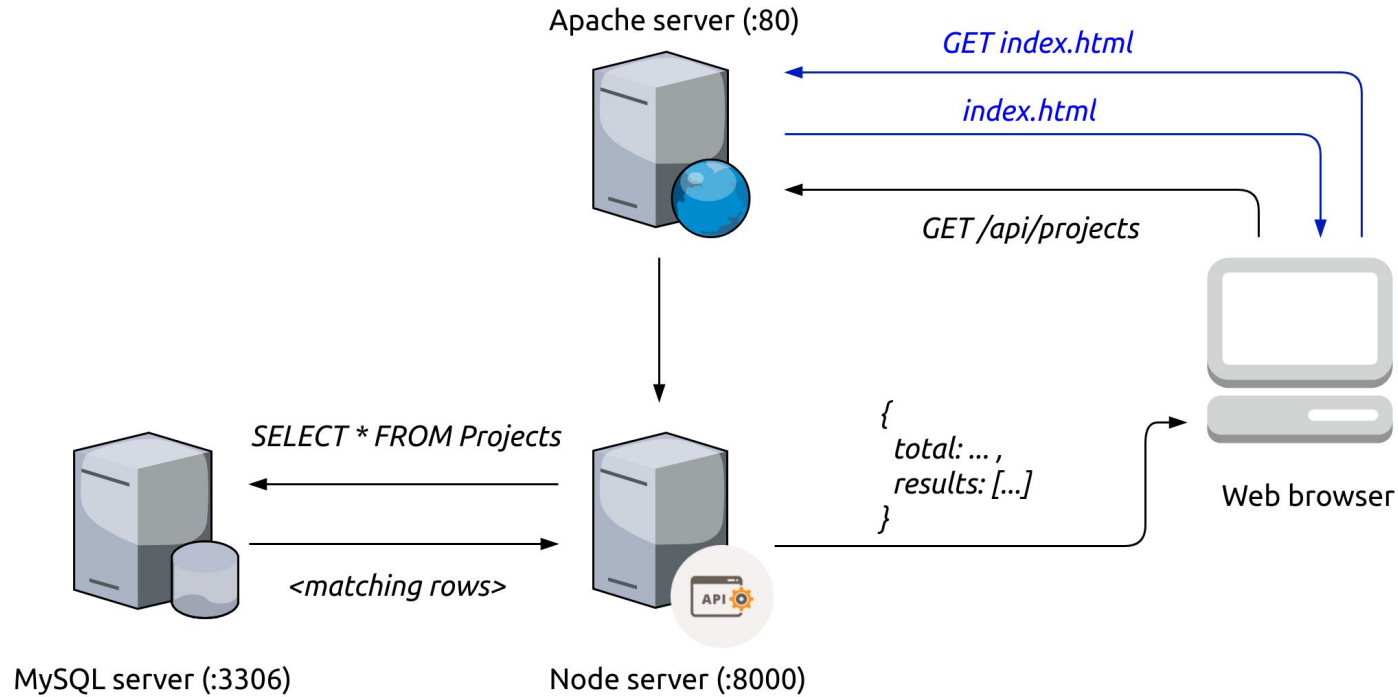 Apache server (:80)
GET index.html
index.html
GET /api/projects
SELECT * FROM Projects
<matching rows>
{
total: ... ,
results: [...]
}
API
Web browser
MySQL server (:3306)
Node server (:8000)